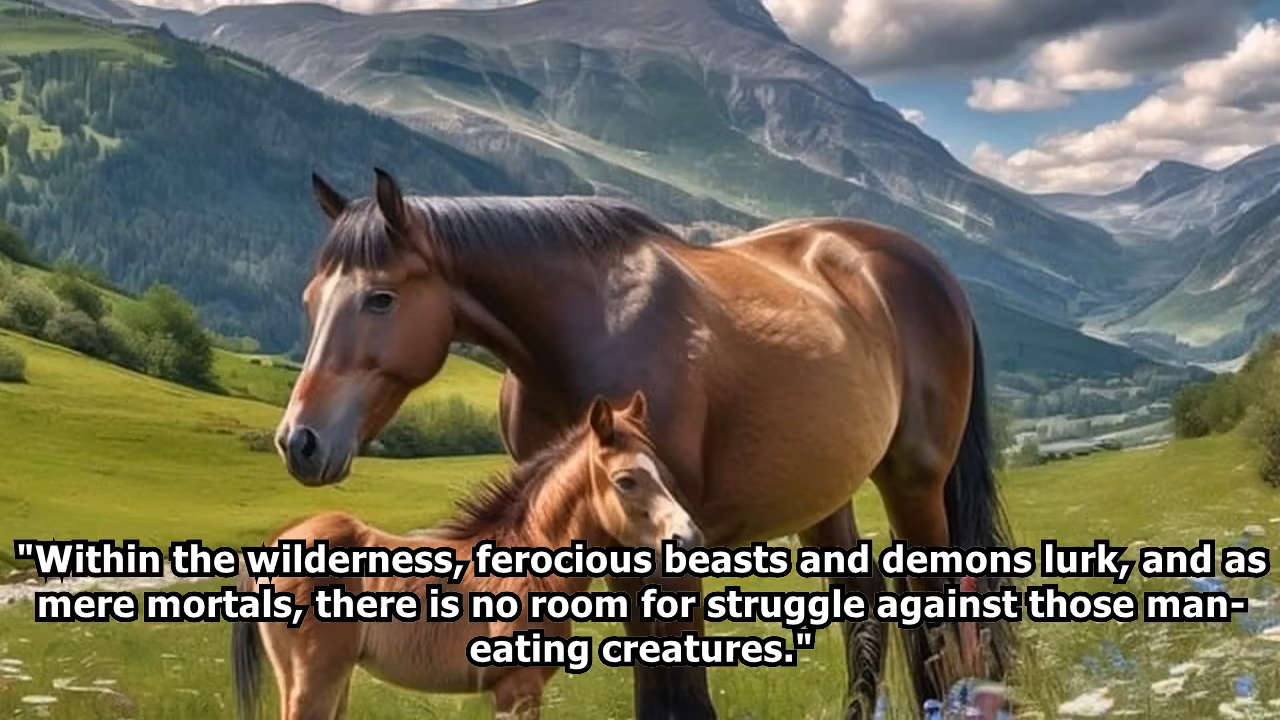 "Within the wilderness, ferocious beasts and demons lurk, and as
mere mortals, there is no room for struggle against those man-
eating creatures."